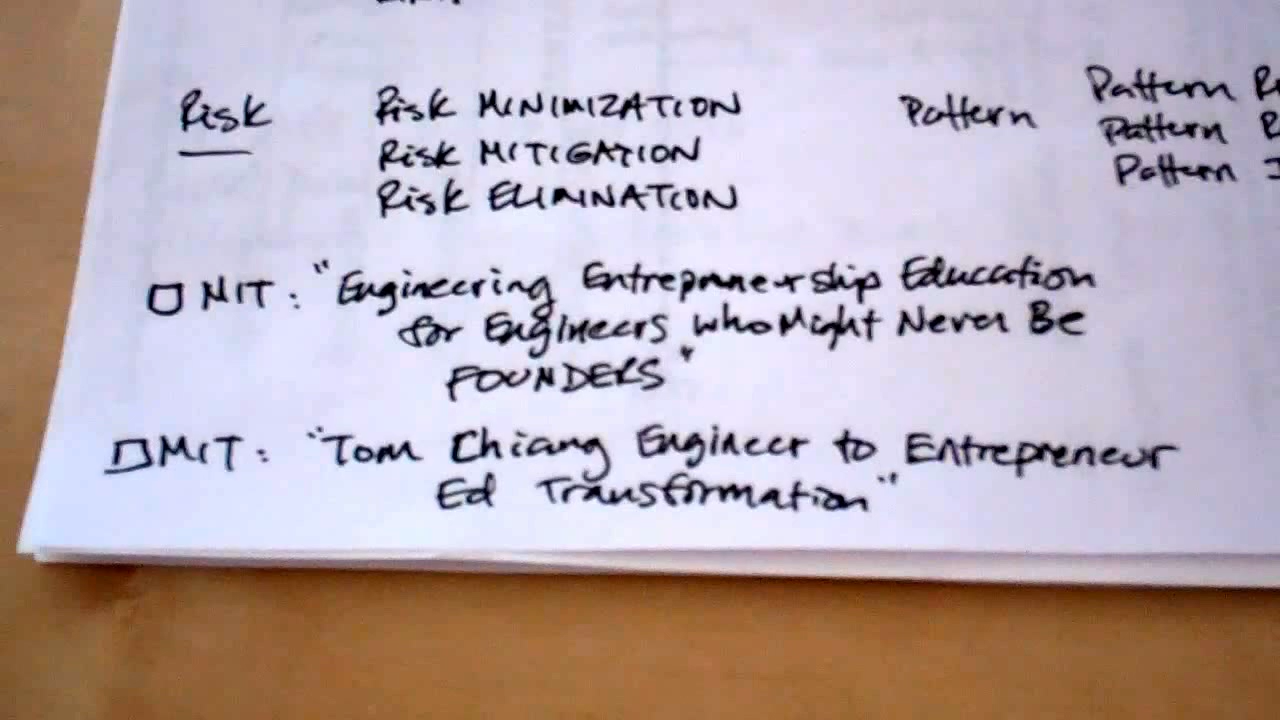 Risk Risk MINIMIZATION Pattern Pattern
Risk MITIGATION Pattern
Risk ELIMINATION Pattern
MIT: "Engineering Entrepreneurship Education
for Engineers who Might Never Be
FOUNDERS"
MIT: "Tom Chiang Engineer to Entrepreneur
Ed Transformation"